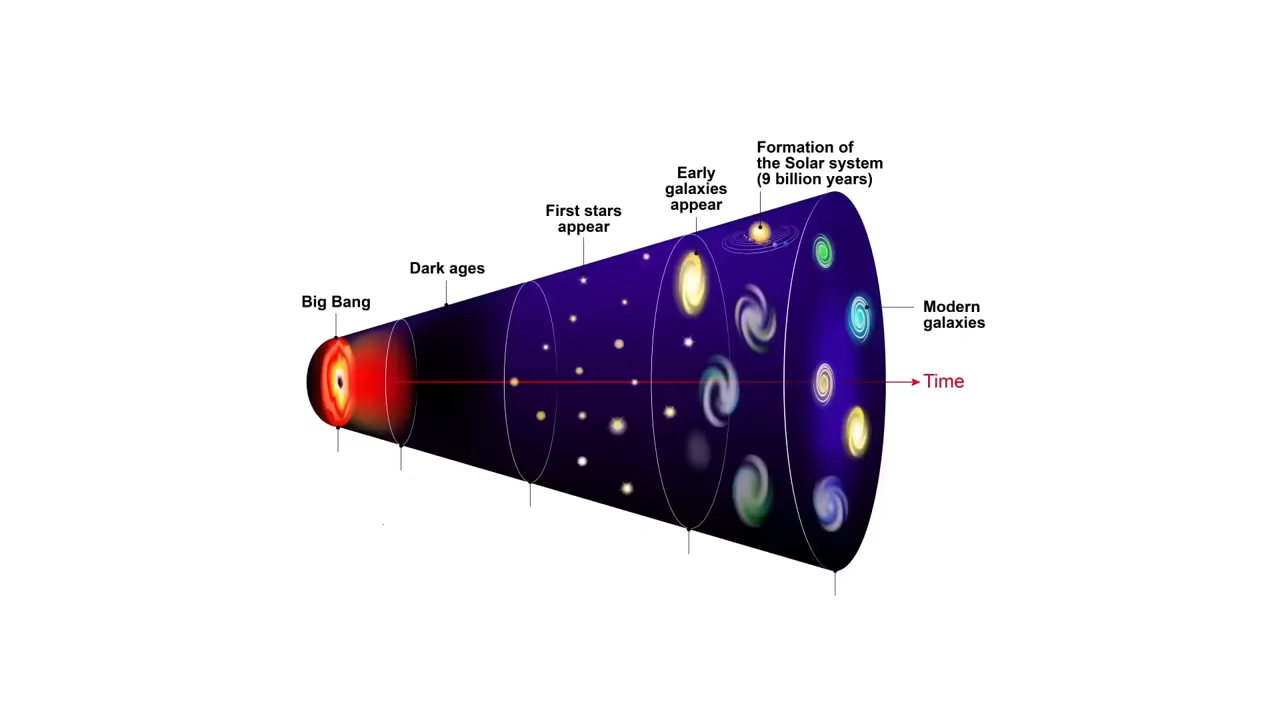 Formation of
the Solar system
(9 billion years)
Early
galaxies
appear
First stars
appear
Dark ages
Big Bang
Modern
galaxies
Time